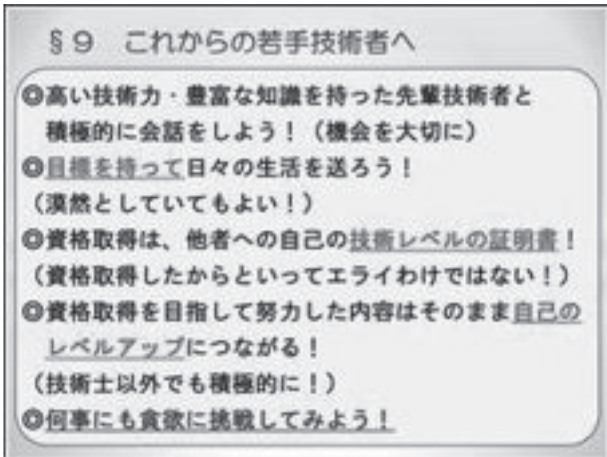 §9 これからの若手技術者へ
◎高い技術力・豊富な知識を持った先輩技術者と
積極的に会話をしよう！（機会を大切に）
◎目標を持って日々の生活を送ろう！
（漠然としていてもよい！）
◎資格取得は、他者への自己の技術レベルの証明書！
（資格取得したからといってエライわけではない！）
◎資格取得を目指して努力した内容はそのまま自己の
レベルアップにつながる！
（技術士以外でも積極的に！）
◎何事にも貪欲に挑戦してみよう！